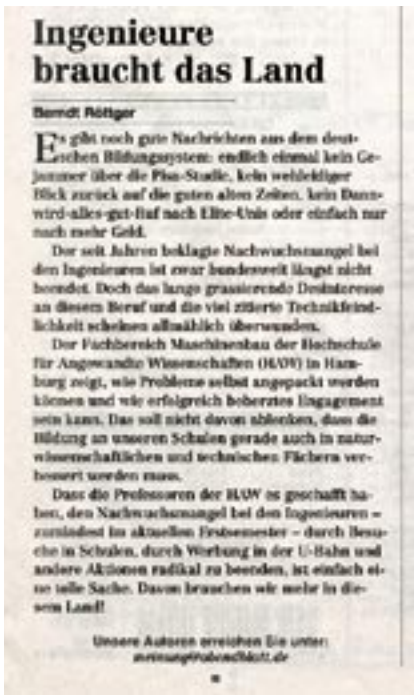 Ingenieure
braucht das Land
Berndt Röttger
Es gibt noch gute Nachrichten aus dem deut-
schen Bildungssystem: endlich einmal kein Ge-
jammer über die Pisa-Studie, kein wehleidiger
Blick zurück auf die guten alten Zeiten, kein Dann-
wird-alles-gut-Ruf nach Elite-Unis oder einfach nur
nach mehr Geld.
Der seit Jahren beklagte Nachwuchsmangel bei
den Ingenieuren ist zwar bundesweit längst nicht
beendet. Doch das lange grassierende Desinteresse
an diesem Beruf und die viel zitierte Technikfeind-
lichkeit scheinen allmählich überwunden.
Der Fachbereich Maschinenbau der Hochschule
für Angewandte Wissenschaften (HAW) in Ham-
burg zeigt, wie Probleme selbst angepackt werden
können und wie erfolgreich beherztes Engagement
sein kann. Das soll nicht davon ablenken, dass die
Bildung an unseren Schulen gerade auch in natur-
wissenschaftlichen und technischen Fächern ver-
bessert werden muss.
Dass die Professoren der HAW es geschafft ha-
ben, den Nachwuchsmangel bei den Ingenieuren –
zumindest im aktuellen Erstsemester – durch Besu-
che in Schulen, durch Werbung in der U-Bahn und
andere Aktionen radikal zu beenden, ist einfach ei-
ne tolle Sache. Davon brauchen wir mehr in die-
sem Land!
Unsere Autoren erreichen Sie unter:
meinung@abendblatt.de